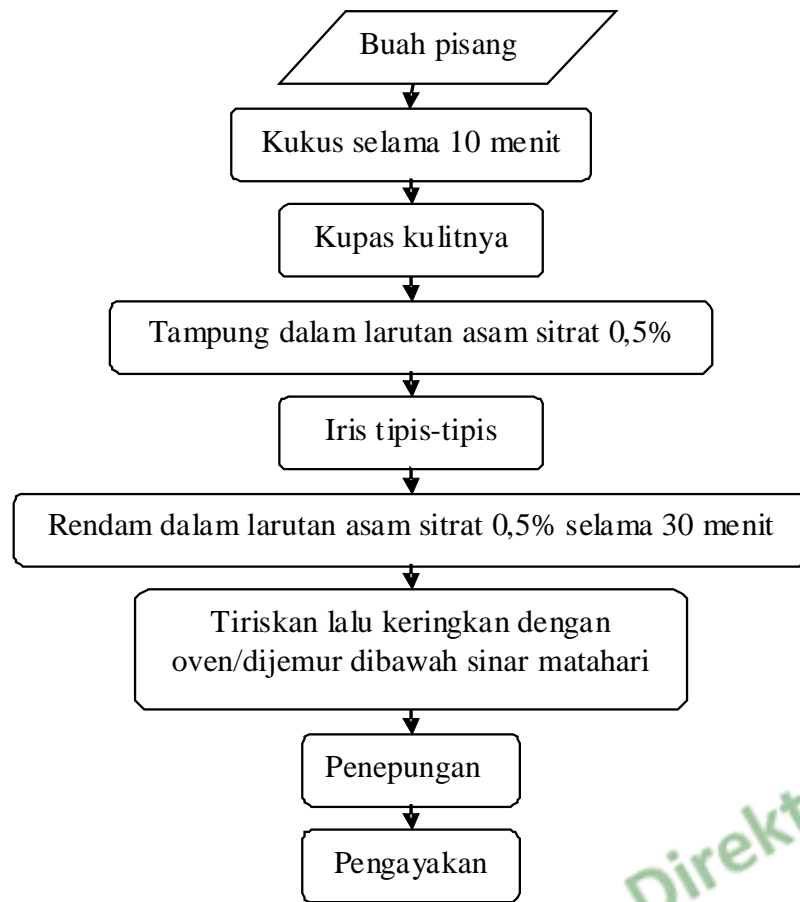 Buah pisang
Kukus selama 10 menit
Kupas kulitnya
Tampung dalam larutan asam sitrat 0,5%
Iris tipis-tipis
Rendam dalam larutan asam sitrat 0,5% selama 30 menit
Tiriskan lalu keringkan dengan
oven/dijemur dibawah sinar matahari
Penepungan
Pengayakan
Direkt